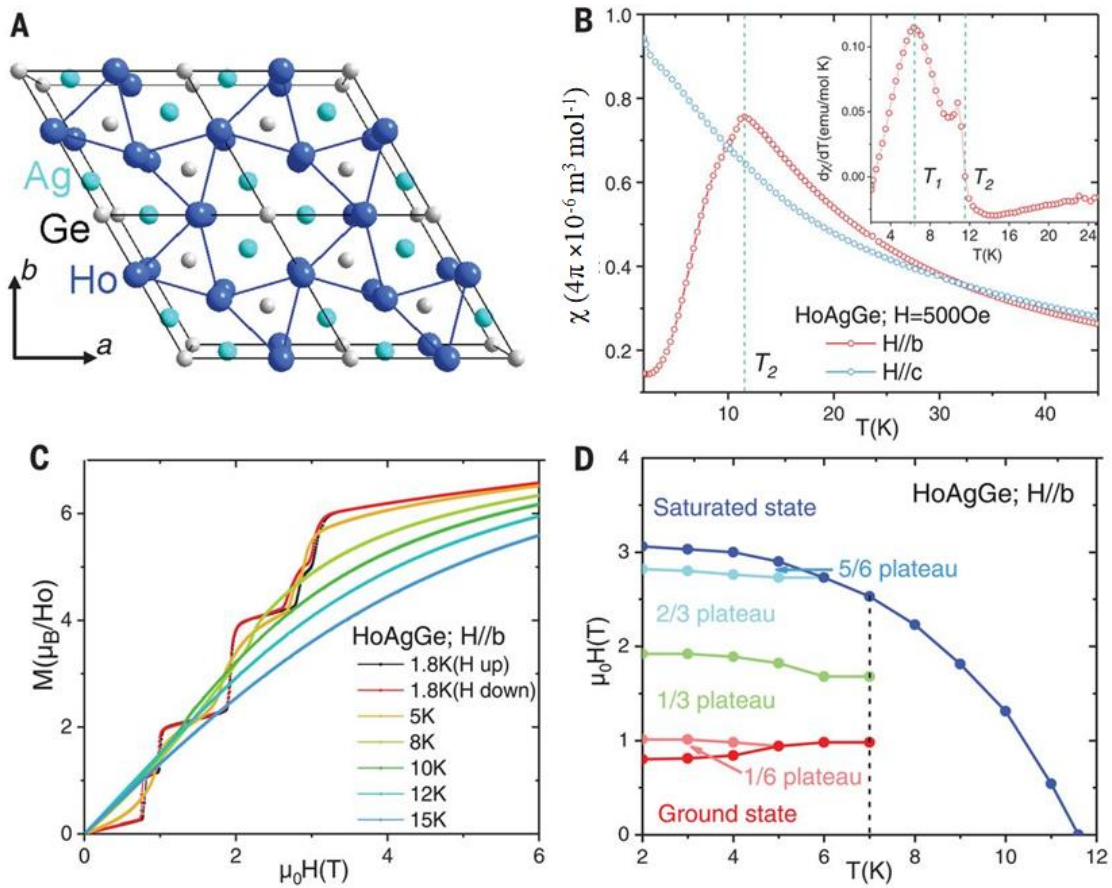 A
Ag
Ge
Ho
b
a
B
χ (4π ×10⁻⁶ m³ mol⁻¹)
1.0
0.8
0.6
.4
0.2
10
20
30
40
T(K)
T₂
HoAgGe; H=500Oe
H//b
H//c
dχ/dT(emu/mol K)
0.10
0.05
0.00
T₁
T₂
4
8
12
16
20
24
T(K)
C
M(μB/Ho)
6
4
2
0
0
2
4
6
μ₀H(T)
HoAgGe; H//b
1.8K(H up)
1.8K(H down)
5K
8K
10K
12K
15K
D
μ₀H(T)
4
3
2
1
0
2
4
6
8
10
12
T(K)
HoAgGe; H//b
Saturated state
5/6 plateau
2/3 plateau
1/3 plateau
1/6 plateau
Ground state